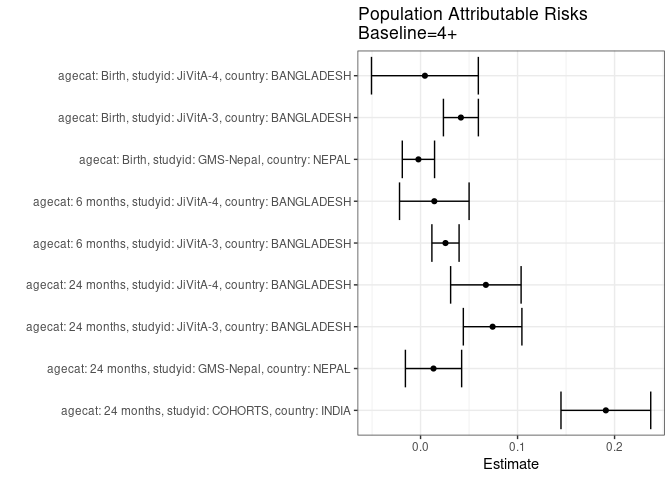 Population Attributable Risks
Baseline=4+
agecat: Birth, studyid: JiVitA-4, country: BANGLADESH
agecat: Birth, studyid: JiVitA-3, country: BANGLADESH
agecat: Birth, studyid: GMS-Nepal, country: NEPAL
agecat: 6 months, studyid: JiVitA-4, country: BANGLADESH
agecat: 6 months, studyid: JiVitA-3, country: BANGLADESH
agecat: 24 months, studyid: JiVitA-4, country: BANGLADESH
agecat: 24 months, studyid: JiVitA-3, country: BANGLADESH
agecat: 24 months, studyid: GMS-Nepal, country: NEPAL
agecat: 24 months, studyid: COHORTS, country: INDIA
0.0 0.1 0.2
Estimate